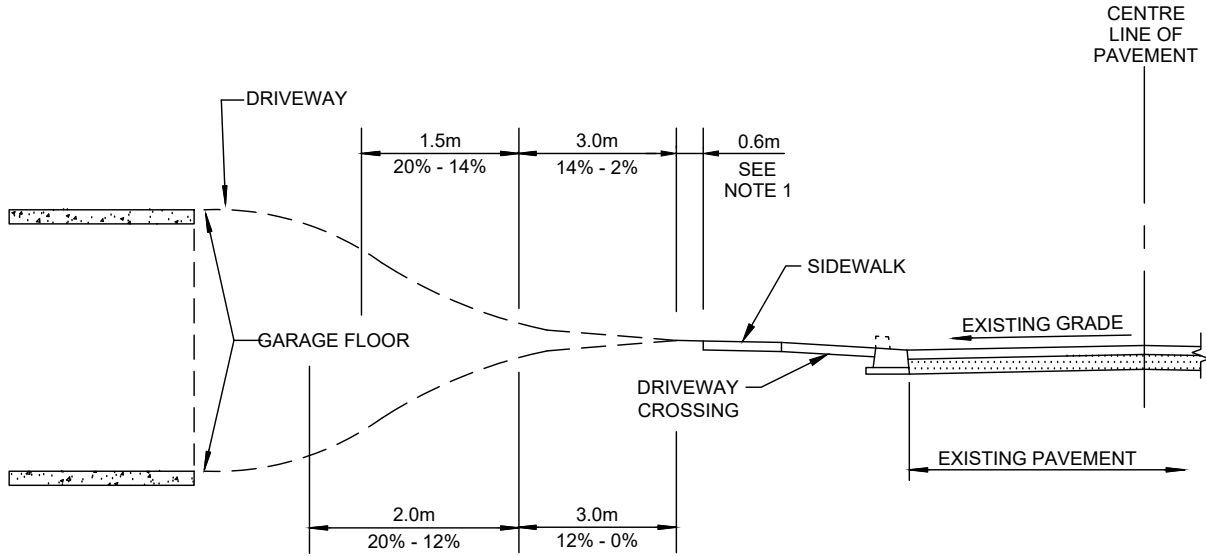 CENTRE
LINE OF
PAVEMENT
DRIVEWAY
1.5m
20% - 14%
3.0m
14% - 2%
0.6m
SEE
NOTE 1
SIDEWALK
GARAGE FLOOR
EXISTING GRADE
DRIVEWAY
CROSSING
EXISTING PAVEMENT
2.0m
20% - 12%
3.0m
12% - 0%